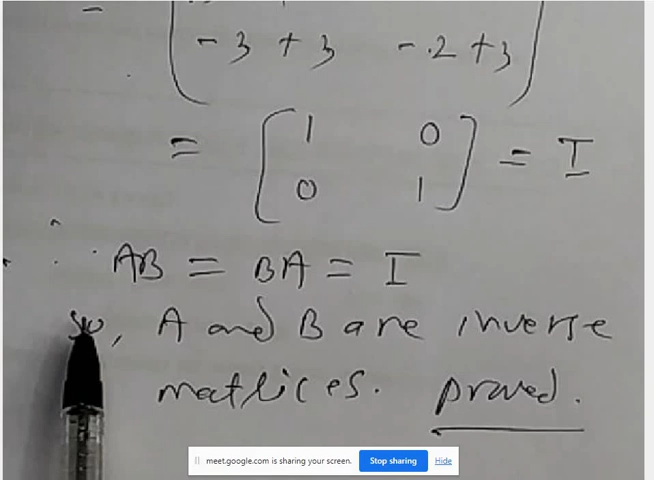 =
- 3 + 3   - 2 + 3
= [ 1 0
0 1 ] = I
∴ AB = BA = I
So, A and B are inverse
matrices. proved.
meet.google.com is sharing your screen. Stop sharing Hide